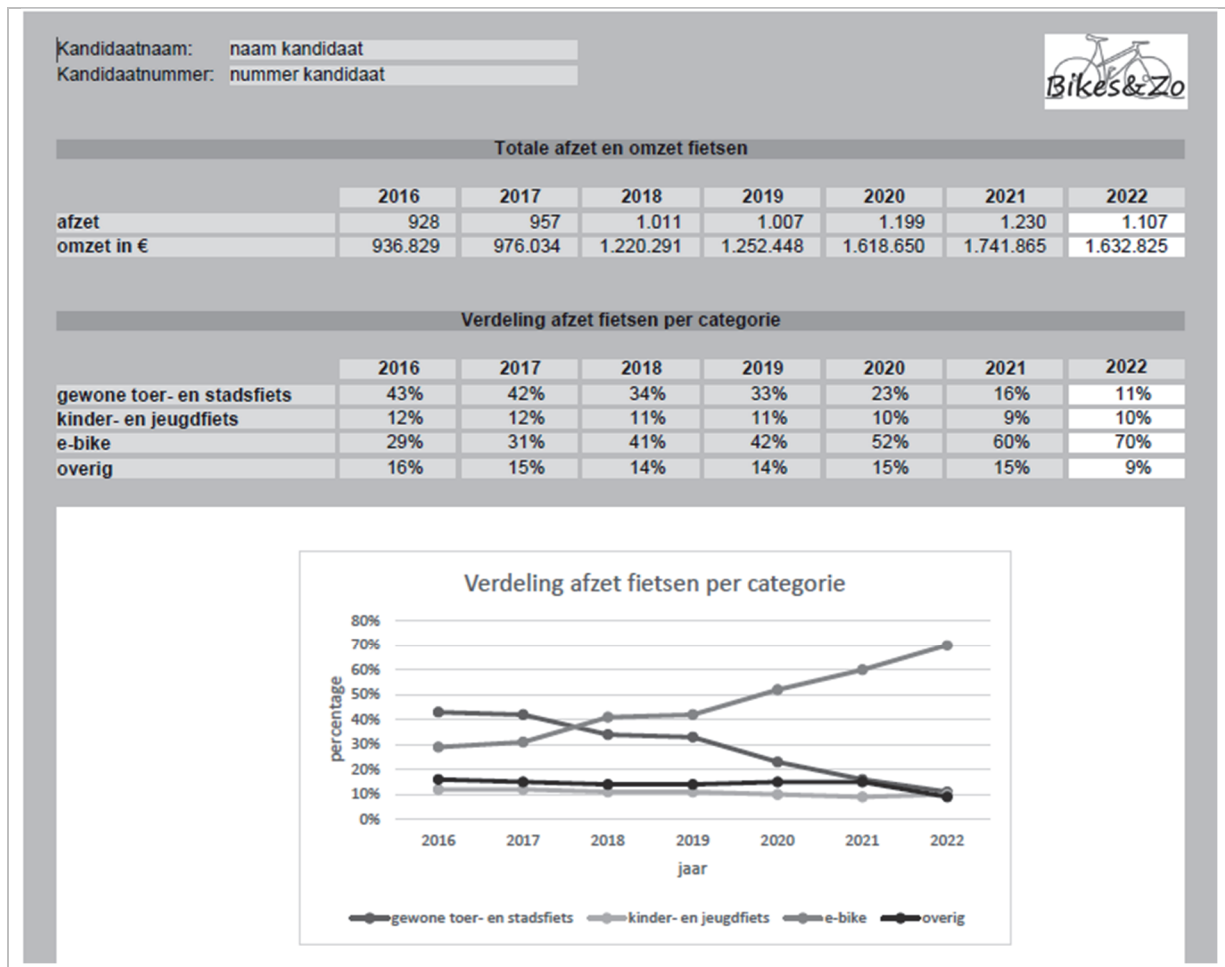 Kandidaatnaam: naam kandidaat
Kandidaatnummer: nummer kandidaat
Bikes&Zo
Totale afzet en omzet fietsen
2016 2017 2018 2019 2020 2021 2022
afzet 928 957 1.011 1.007 1.199 1.230 1.107
omzet in € 936.829 976.034 1.220.291 1.252.448 1.618.650 1.741.865 1.632.825
Verdeling afzet fietsen per categorie
2016 2017 2018 2019 2020 2021 2022
gewone toer- en stadsfiets 43% 42% 34% 33% 23% 16% 11%
kinder- en jeugdfiets 12% 12% 11% 11% 10% 9% 10%
e-bike 29% 31% 41% 42% 52% 60% 70%
overig 16% 15% 14% 14% 15% 15% 9%
Verdeling afzet fietsen per categorie
80%
70%
60%
50%
40%
30%
20%
10%
0%
percentage
2016 2017 2018 2019 2020 2021 2022
jaar
gewone toer- en stadsfiets kinder- en jeugdfiets e-bike overig